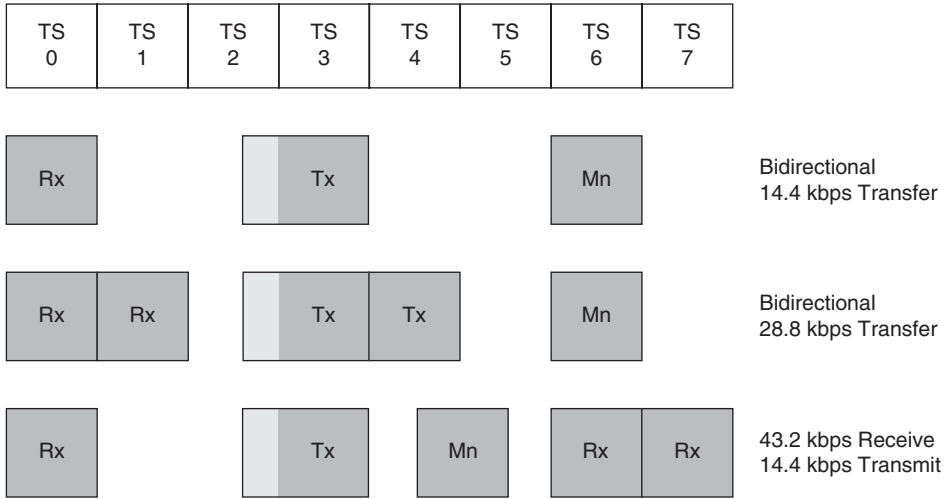 TS TS TS TS TS TS TS TS
0 1 2 3 4 5 6 7
Rx Tx Mn Bidirectional
14.4 kbps Transfer
Rx Rx Tx Tx Mn Bidirectional
28.8 kbps Transfer
Rx Tx Mn Rx Rx 43.2 kbps Receive
14.4 kbps Transmit